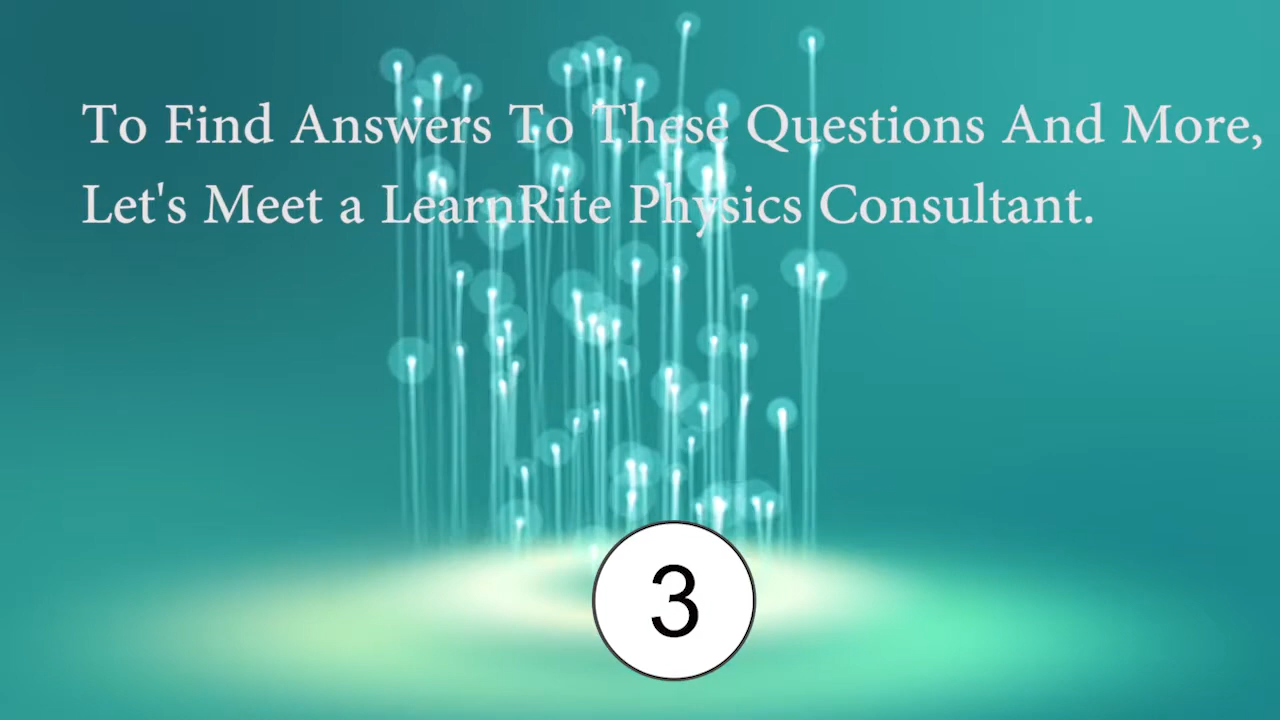 To Find Answers To These Questions And More,
Let's Meet a LearnRite Physics Consultant.
3